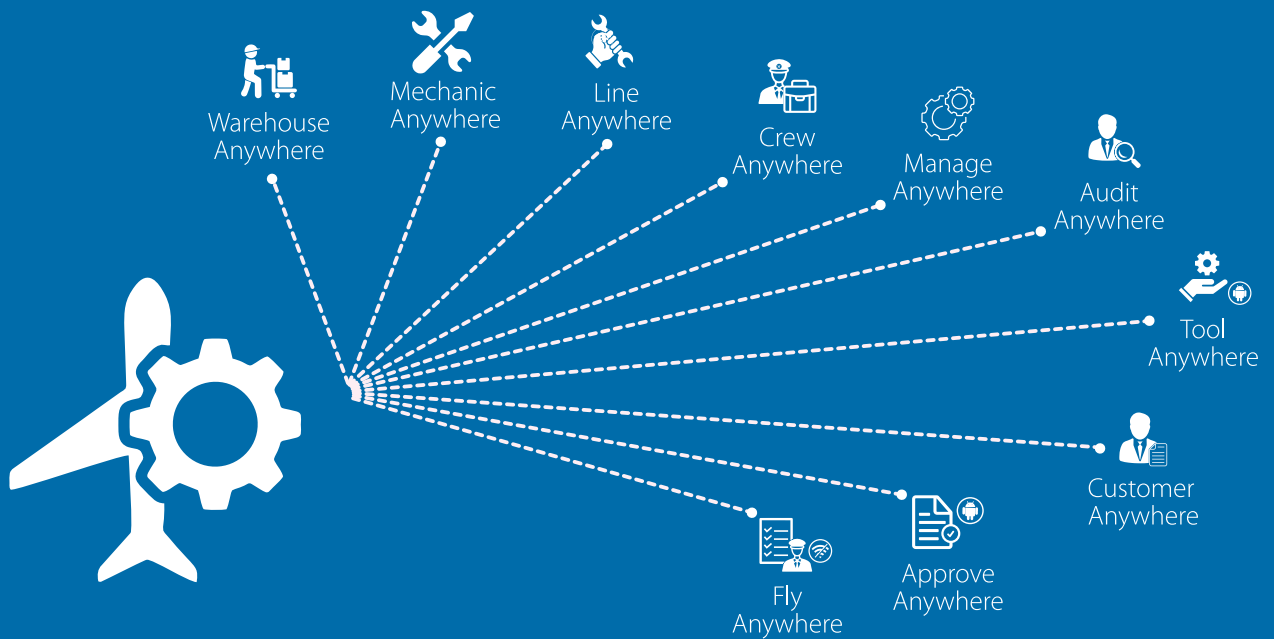 Warehouse
Anywhere
Mechanic
Anywhere
Line
Anywhere
Crew
Anywhere
Manage
Anywhere
Audit
Anywhere
Tool
Anywhere
Customer
Anywhere
Approve
Anywhere
Fly
Anywhere